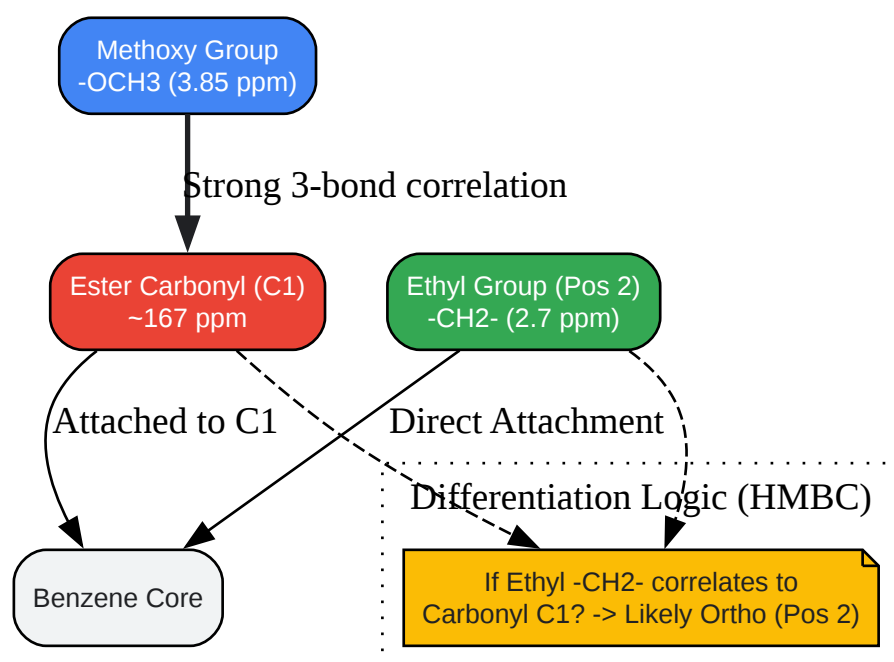 Methoxy Group
-OCH3 (3.85 ppm)
Strong 3-bond correlation
Ester Carbonyl (C1)
~167 ppm
Ethyl Group (Pos 2)
-CH2- (2.7 ppm)
Attached to C1
Direct Attachment
Differentiation Logic (HMBC)
Benzene Core
If Ethyl -CH2- correlates to
Carbonyl C1? -> Likely Ortho (Pos 2)